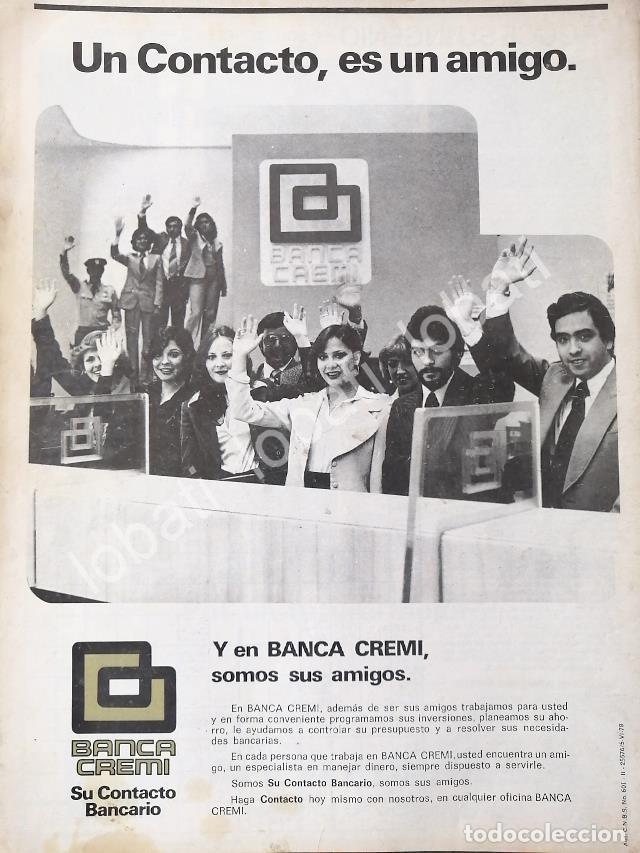 Un Contacto, es un amigo.
BANCA
CREMI
lobati lobati lobati
Y en BANCA CREMI,
somos sus amigos.
En BANCA CREMI, además de ser sus amigos trabajamos para usted
y en forma conveniente programamos sus inversiones, planeamos su aho-
rro, le ayudamos a controlar su presupuesto y a resolver sus necesida-
des bancarias.
En cada persona que trabaja en BANCA CREMI, usted encuentra un ami-
go, un especialista en manejar dinero, siempre dispuesto a servirle.
Somos Su Contacto Bancario, somos sus amigos.
Haga Contacto hoy mismo con nosotros, en cualquier oficina BANCA
CREMI.
BANCA
CREMI
Su Contacto
Bancario
todocoleccion